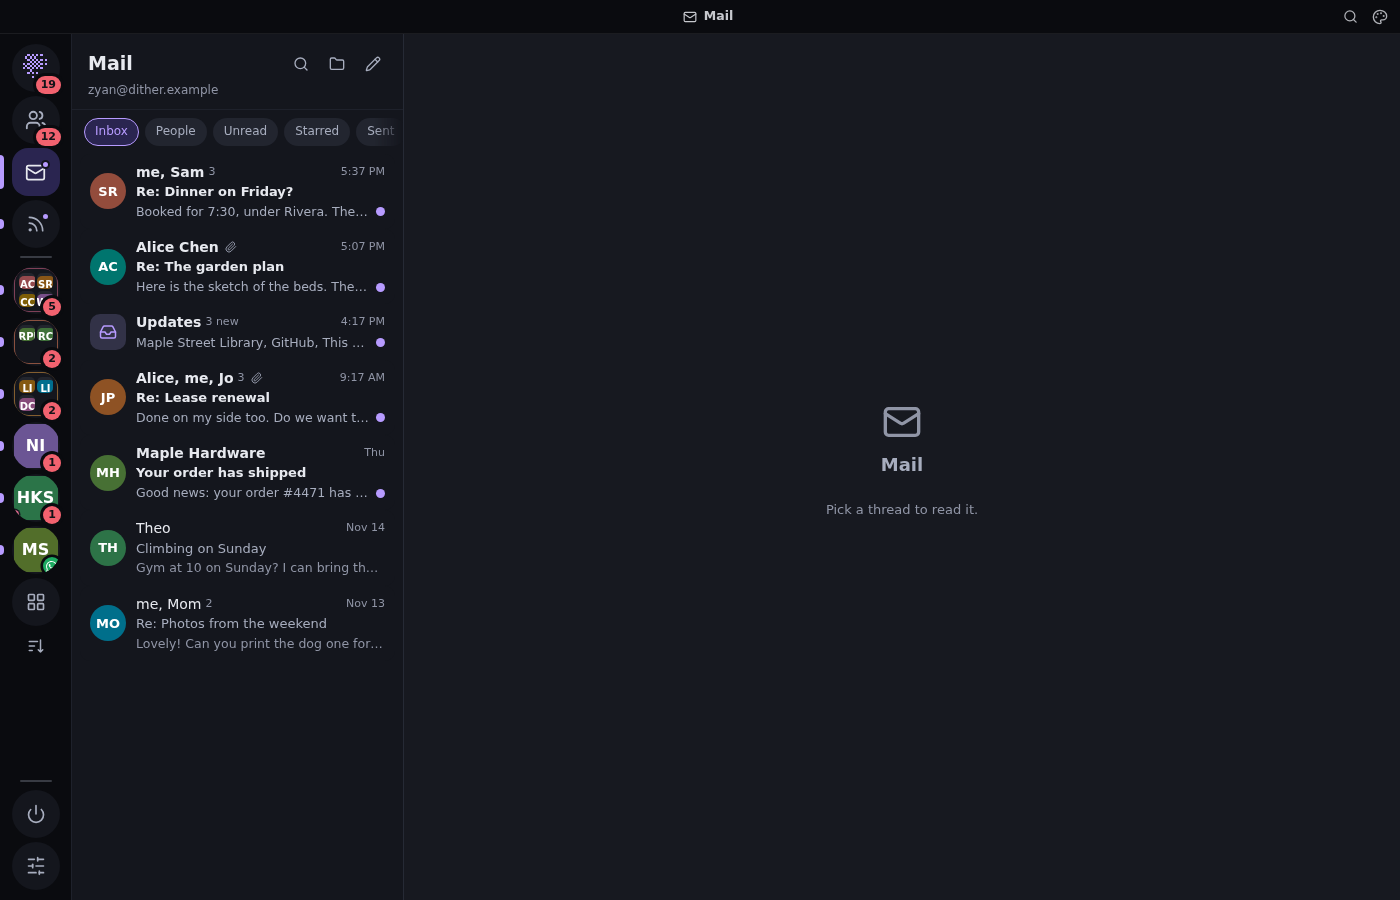 Mail
19
12
5
2
2
1
1
AC
SR
CC
RP
RC
LI
LI
DC
NI
HKS
MS
Mail
zyan@dither.example
Inbox
People
Unread
Starred
Sent
SR
me, Sam 3
5:37 PM
Re: Dinner on Friday?
Booked for 7:30, under Rivera. The…
AC
Alice Chen
5:07 PM
Re: The garden plan
Here is the sketch of the beds. The…
Updates 3 new
4:17 PM
Maple Street Library, GitHub, This …
JP
Alice, me, Jo 3
9:17 AM
Re: Lease renewal
Done on my side too. Do we want t…
MH
Maple Hardware
Thu
Your order has shipped
Good news: your order #4471 has …
TH
Theo
Nov 14
Climbing on Sunday
Gym at 10 on Sunday? I can bring th…
MO
me, Mom 2
Nov 13
Re: Photos from the weekend
Lovely! Can you print the dog one for…
Mail
Pick a thread to read it.